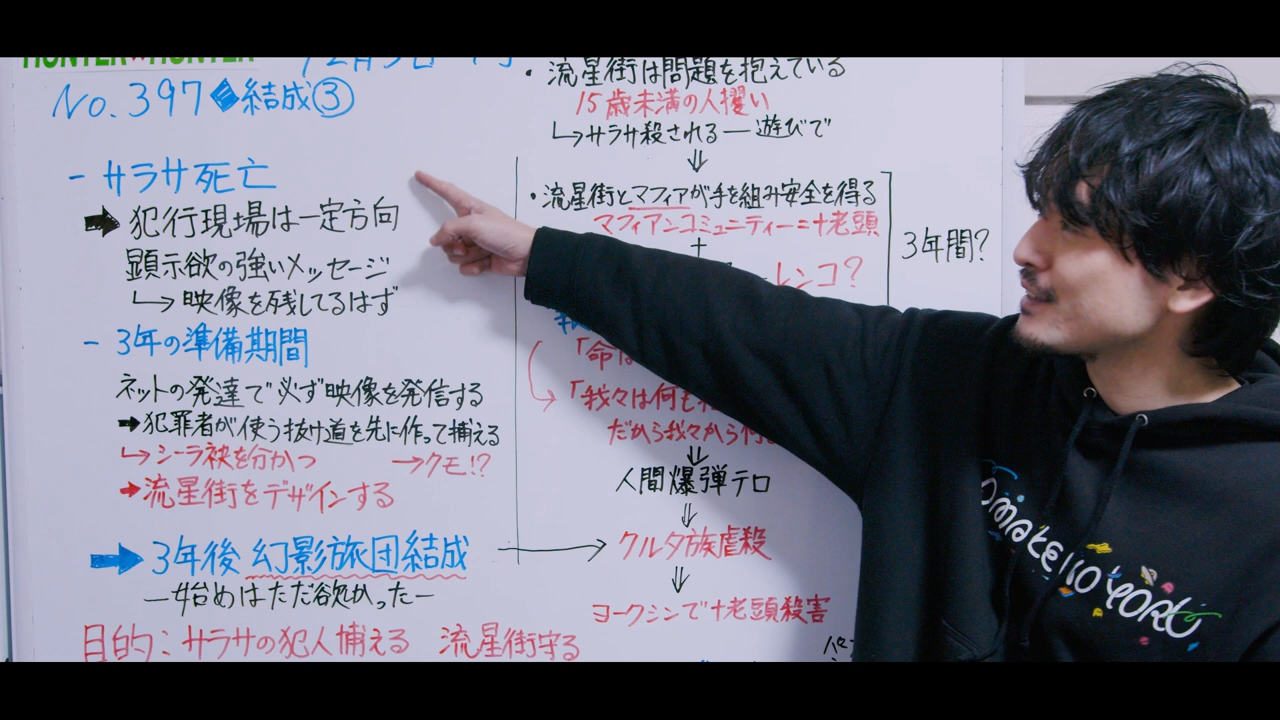 HUNTER×HUNTER
No.397◆結成③
- サラサ死亡
➡犯行現場は一定方向
顕示欲の強いメッセージ
↳映像を残してるはず
- 3年の準備期間
ネットの発達で必ず映像を発信する
➡犯罪者が使う抜け道を先に作って捕える
↳シーラ袂を分かつ →クモ!?
➡流星街をデザインする
➡3年後 幻影旅団結成
―始めはただ欲かった―
目的:サラサの犯人捕える 流星街守る
・流星街は問題を抱えている
15歳未満の人攫い
↳サラサ殺される―遊びで
⇓
・流星街とマフィアが手を組み安全を得る
マフィアンコミュニティー=十老頭
+
レンコ?
3年間?
「命は
「我々は何も
だから我々から何
⇓
人間爆弾テロ
⇓
クルタ族虐殺
⇓
ヨークシンで十老頭殺害
OMAKE NO YORU